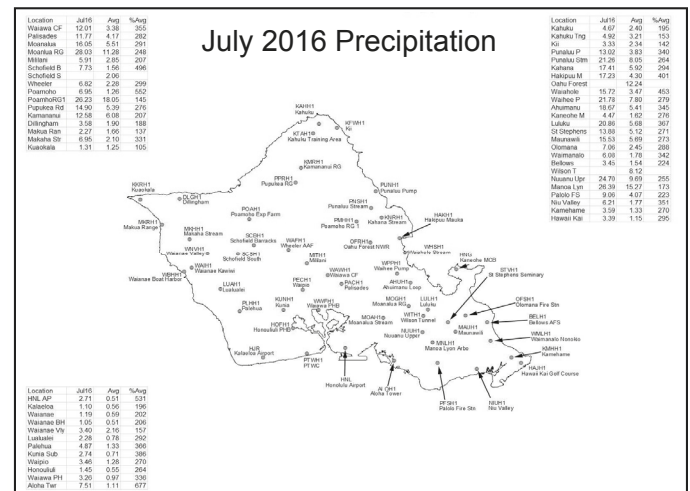 July 2016 Precipitation
Location Jul16 Avg %Avg
Waiawa CF 12.01 3.38 355
Palisades 11.77 4.17 282
Moanalua 16.05 5.51 291
Moanlua RG 28.03 11.28 248
Mililani 5.91 2.85 207
Schofield B 7.73 1.56 496
Schofield S 2.06
Wheeler 6.82 2.28 299
Poamoho 6.95 1.26 552
PoamhoRG1 26.23 18.05 145
Pupukea Rd 14.90 5.39 276
Kamananui 12.58 6.08 207
Dillingham 3.58 1.90 188
Makua Ran 2.27 1.66 137
Makaha Str 6.95 2.10 331
Kuaokala 1.31 1.25 105
Location Jul16 Avg %Avg
Kahuku 4.67 2.40 195
Kahuku Tng 4.92 3.21 153
Kii 3.33 2.34 142
Punaluu P 13.02 3.83 340
Punaluu Stm 21.26 8.05 264
Kahana 17.41 5.92 294
Hakipuu M 17.23 4.30 401
Oahu Forest 12.24
Waiahole 15.72 3.47 453
Waihee P 21.78 7.80 279
Ahuimanu 18.67 5.41 345
Kaneohe M 4.47 1.62 276
Luluku 20.86 5.68 367
St Stephens 13.88 5.12 271
Maunawili 15.53 5.69 273
Olomana 7.06 2.45 288
Waimanalo 6.08 1.78 342
Bellows 3.45 1.54 224
Wilson T 8.12
Nuuanu Upr 24.70 9.69 255
Manoa Lyn 26.39 15.27 173
Palolo FS 9.06 4.07 223
Niu Valley 6.21 1.77 351
Kamehame 3.59 1.33 270
Hawaii Kai 3.39 1.15 295
KAHH1
Kahuku
KFWH1
Kii
KTAH1
Kahuku Training Area
KMRH1
Kamananui RG
PPRH1
Pupukea RG
KKRH1
Kuaokala
DLGH1
Dillingham
PUNH1
Punaluu Pump
POAH1
Poamoho Exp Farm
PNSH1
Punaluu Stream
MKRH1
Makua Range
PMHH1
Poamoho RG 1
KNRH1
Kahana Stream
HAKH1
Hakipuu Mauka
MKHH1
Makaha Stream
SCBH1
Schofield Barracks
WAFH1
Wheeler AAF
OFRH1
Oahu Forest NWR
WNVH1
Waianae Valley
SCSH1
Schofield South
MITH1
Mililani
WHSH1
Waiahole Stream
HNG
Kaneohe MCB
WAIH1
Waianae Kawiwi
WBHH1
Waianae Boat Harbor
WAWH1
Waiawa CF
WPPH1
Waihee Pump
STVH1
St Stephens Seminary
LUAH1
Lualualei
PECH1
Waipio
PACH1
Palisades
AHUH1
Ahuimanu Loop
OFSH1
Olomana Fire Stn
PLHH1
Palehua
KUNH1
Kunia
WWPH1
Waiawa PHB
MOGH1
Moanalua RG
LULH1
Luluku
BELH1
Bellows AFS
HOFH1
Honouliuli PHB
MOAH1
Moanalua Stream
WITH1
Wilson Tunnel
WMLH1
Waimanalo Nonokio
NUUH1
Nuuanu Upper
MAUH1
Maunawili
HJR
Kalaeloa Airport
MNLH1
Manoa Lyon Arbo
KMHH1
Kamehame
PTWH1
PTWC
HNL
Honolulu Airport
HAJH1
Hawaii Kai Golf Course
Aloha Tower
PFSH1
Palolo Fire Stn
NIUH1
Niu Valley
Location Jul16 Avg %Avg
HNL AP 2.71 0.51 531
Kalaeloa 1.10 0.56 196
Waianae 1.19 0.59 202
Waianae BH 1.05 0.51 206
Waianae Vly 3.40 2.16 157
Lualualei 2.28 0.78 292
Palehua 4.87 1.33 366
Kunia Sub 2.74 0.71 386
Waipio 3.46 1.28 270
Honouliuli 1.45 0.55 264
Waiawa PH 3.26 0.97 336
Aloha Twr 7.51 1.11 677